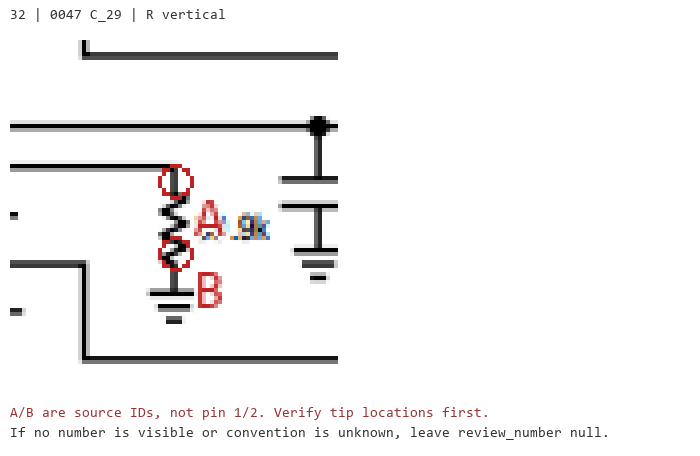 32 | 0047 C_29 | R vertical
A .9k
B
A/B are source IDs, not pin 1/2. Verify tip locations first.
If no number is visible or convention is unknown, leave review_number null.